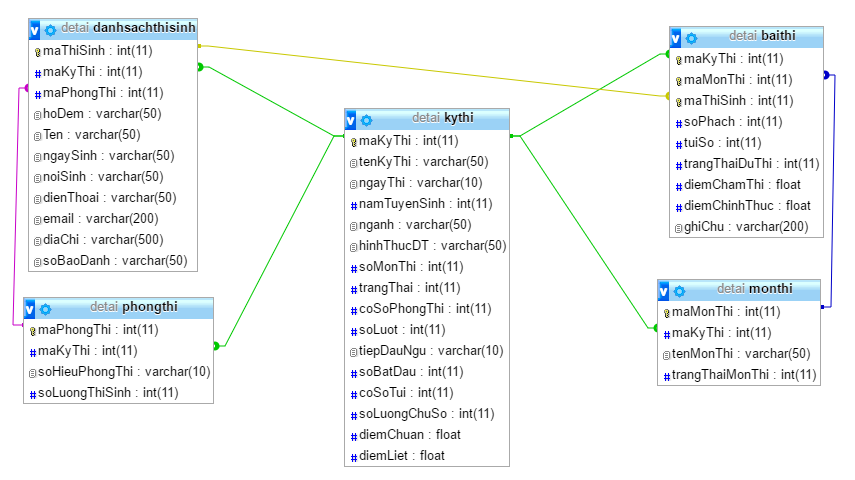 detai danhsachthisinh
maThiSinh : int(11)
maKyThi : int(11)
maPhongThi : int(11)
hoDem : varchar(50)
Ten : varchar(50)
ngaySinh : varchar(50)
noiSinh : varchar(50)
dienThoai : varchar(50)
email : varchar(200)
diaChi : varchar(500)
soBaoDanh : varchar(50)
detai phongthi
maPhongThi : int(11)
maKyThi : int(11)
soHieuPhongThi : varchar(10)
soLuongThiSinh : int(11)
detai kythi
maKyThi : int(11)
tenKyThi : varchar(50)
ngayThi : varchar(10)
namTuyenSinh : int(11)
nganh : varchar(50)
hinhThucDT : varchar(50)
soMonThi : int(11)
trangThai : int(11)
coSoPhongThi : int(11)
soLuot : int(11)
tiepDauNgu : varchar(10)
soBatDau : int(11)
coSoTui : int(11)
soLuongChuSo : int(11)
diemChuan : float
diemLiet : float
detai baithi
maKyThi : int(11)
maMonThi : int(11)
maThiSinh : int(11)
soPhach : int(11)
tuiSo : int(11)
trangThaiDuThi : int(11)
diemChamThi : float
diemChinhThuc : float
ghiChu : varchar(200)
detai monthi
maMonThi : int(11)
maKyThi : int(11)
tenMonThi : varchar(50)
trangThaiMonThi : int(11)